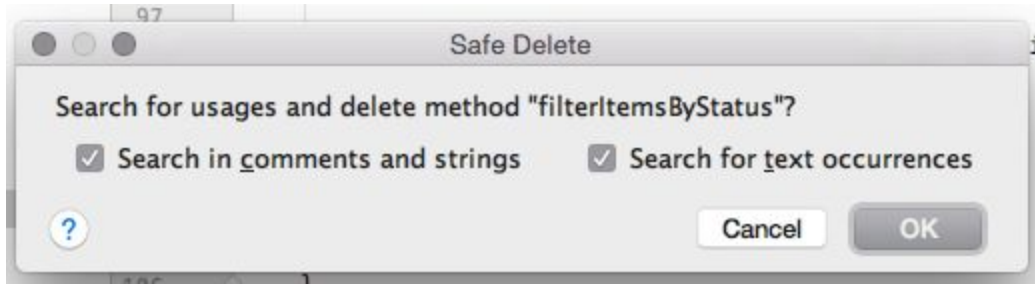 97
Safe Delete
Search for usages and delete method "filterItemsByStatus"?
Search in comments and strings Search for text occurrences
? Cancel OK
}